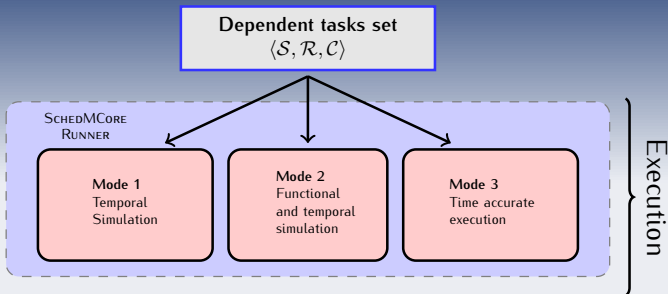 Dependent tasks set
⟨𝒮, ℛ, 𝒞⟩
SCHEDMCORE
RUNNER
Mode 1
Temporal
Simulation
Mode 2
Functional
and temporal
simulation
Mode 3
Time accurate
execution
Execution